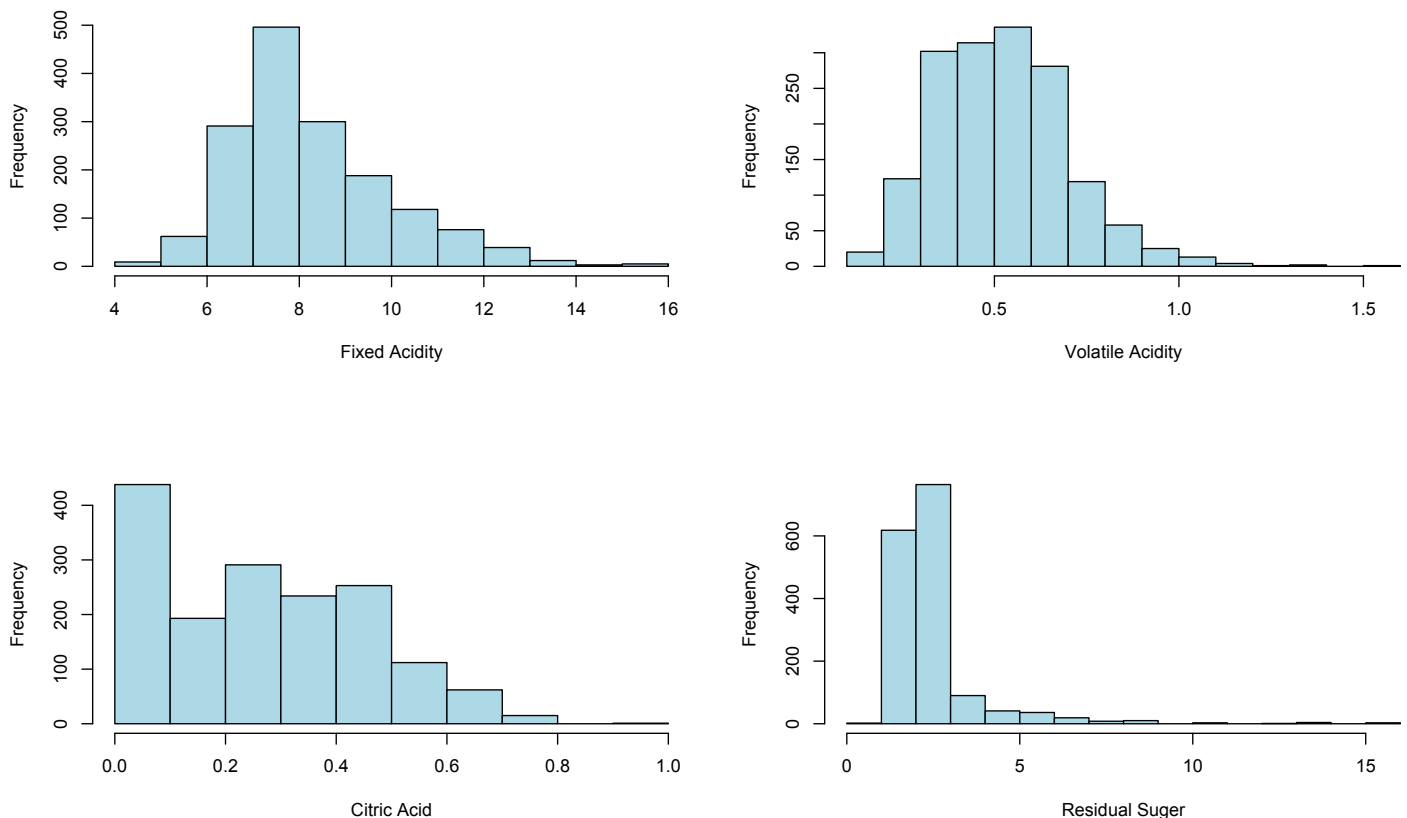 Frequency
0 100 200 300 400 500
4 6 8 10 12 14 16
Fixed Acidity
Frequency
0 50 150 250
0.5 1.0 1.5
Volatile Acidity
Frequency
0 100 200 300 400
0.0 0.2 0.4 0.6 0.8 1.0
Citric Acid
Frequency
0 200 400 600
0 5 10 15
Residual Suger